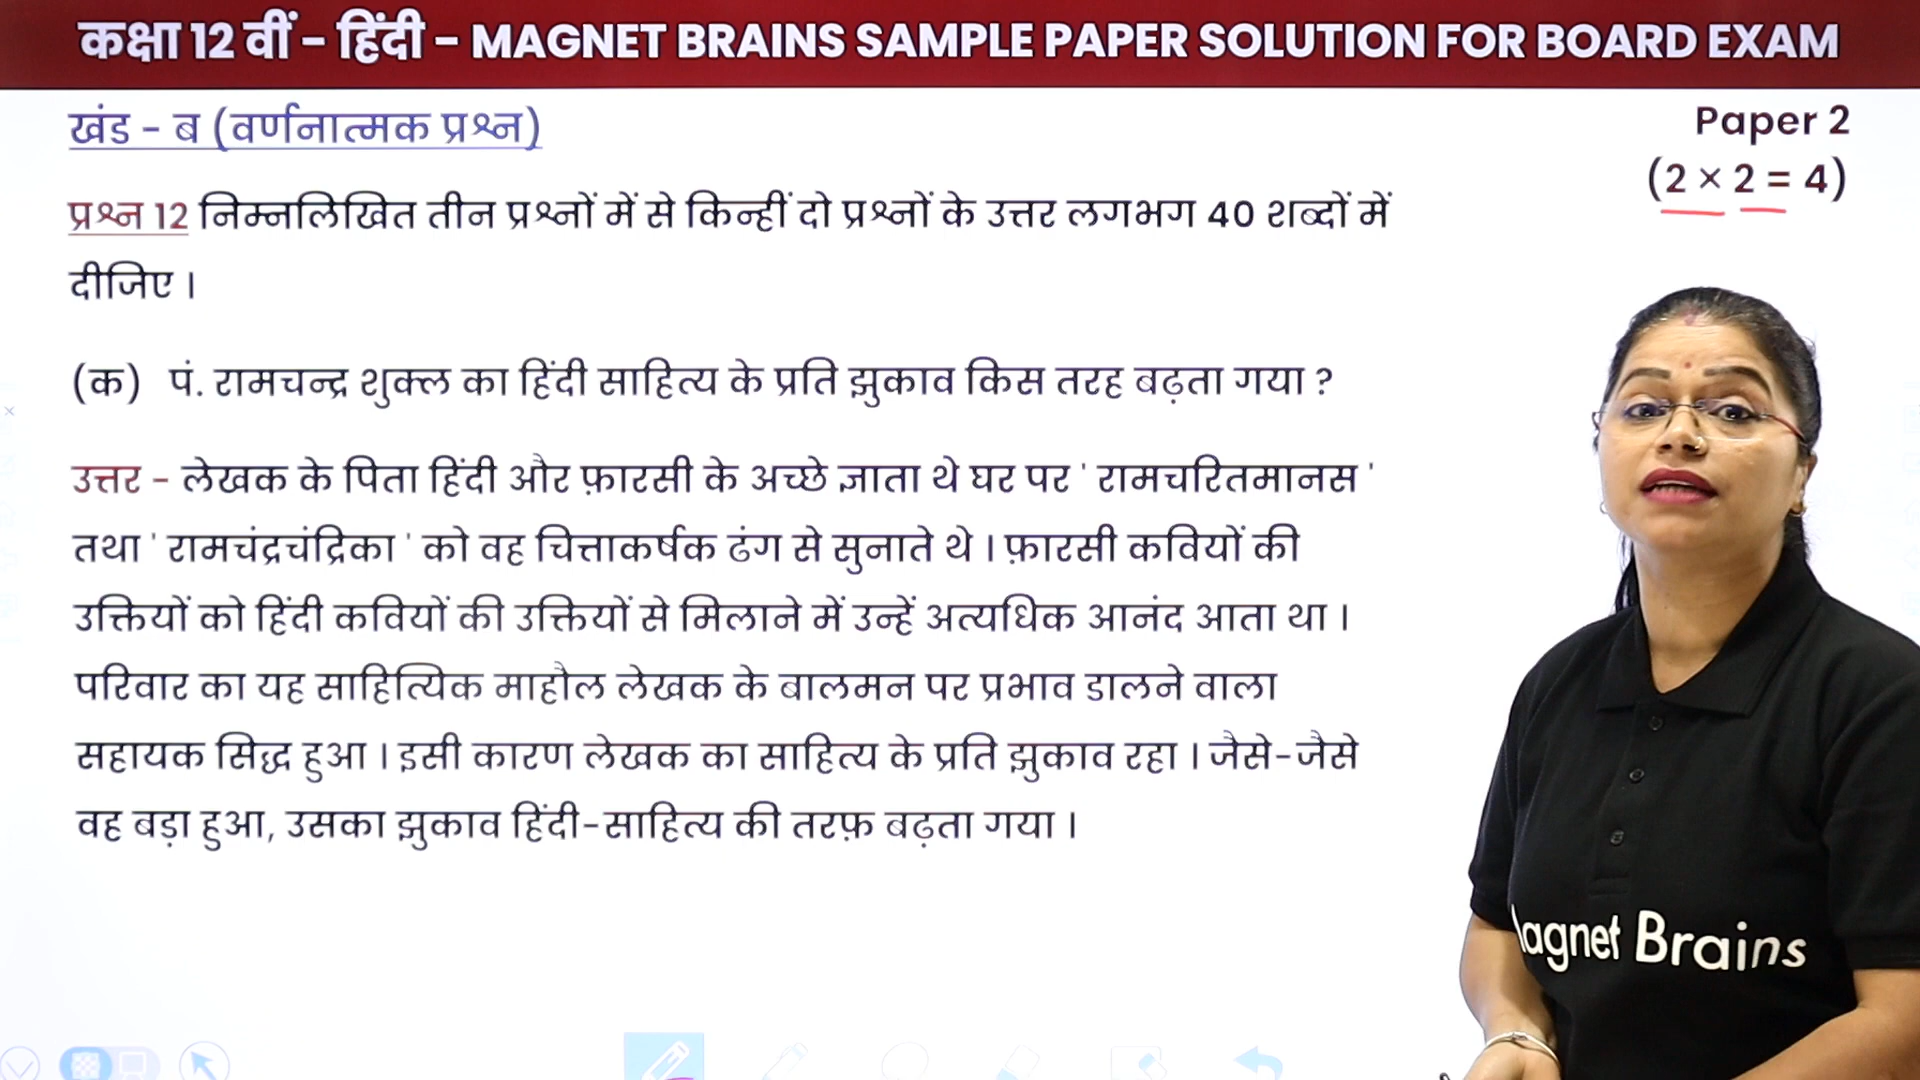 कक्षा 12 वीं – हिंदी – MAGNET BRAINS SAMPLE PAPER SOLUTION FOR BOARD EXAM
खंड – ब (वर्णनात्मक प्रश्न)
Paper 2
(2 × 2 = 4)
प्रश्न 12 निम्नलिखित तीन प्रश्नों में से किन्हीं दो प्रश्नों के उत्तर लगभग 40 शब्दों में
दीजिए ।
(क) पं. रामचन्द्र शुक्ल का हिंदी साहित्य के प्रति झुकाव किस तरह बढ़ता गया ?
उत्तर – लेखक के पिता हिंदी और फ़ारसी के अच्छे ज्ञाता थे घर पर ' रामचरितमानस '
तथा ' रामचंद्रचंद्रिका ' को वह चित्ताकर्षक ढंग से सुनाते थे । फ़ारसी कवियों की
उक्तियों को हिंदी कवियों की उक्तियों से मिलाने में उन्हें अत्यधिक आनंद आता था ।
परिवार का यह साहित्यिक माहौल लेखक के बालमन पर प्रभाव डालने वाला
सहायक सिद्ध हुआ । इसी कारण लेखक का साहित्य के प्रति झुकाव रहा । जैसे-जैसे
वह बड़ा हुआ, उसका झुकाव हिंदी-साहित्य की तरफ़ बढ़ता गया ।
agnet Brains